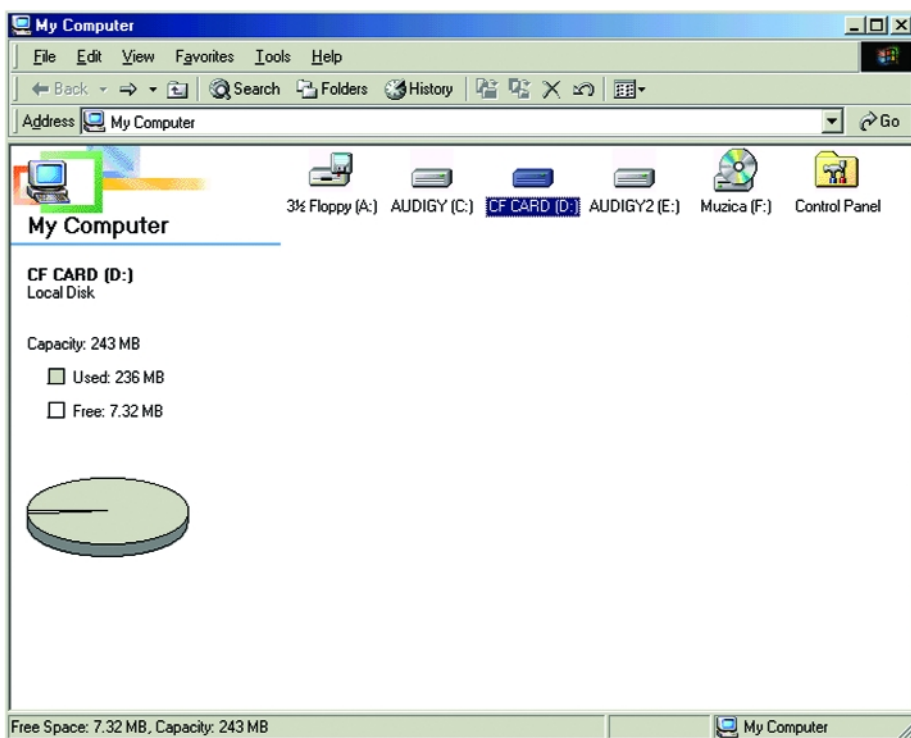 My Computer
File Edit View Favorites Tools Help
Back Search Folders History
Address My Computer Go
3½ Floppy (A:) AUDIGY (C:) CF CARD (D:) AUDIGY2 (E:) Muzica (F:) Control Panel
My Computer
CF CARD (D:)
Local Disk
Capacity: 243 MB
Used: 236 MB
Free: 7.32 MB
Free Space: 7.32 MB, Capacity: 243 MB My Computer